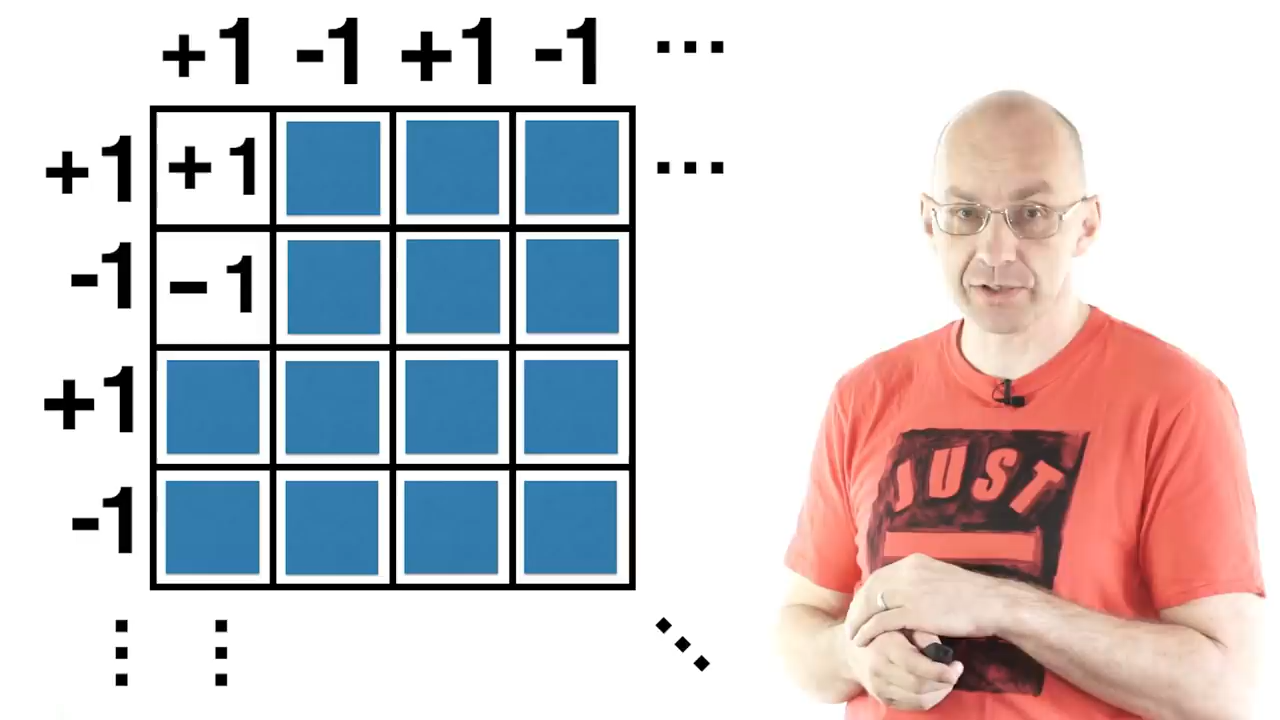 +1 -1 +1 -1 ...
+1 +1 ...
-1 -1
+1
-1
JUST